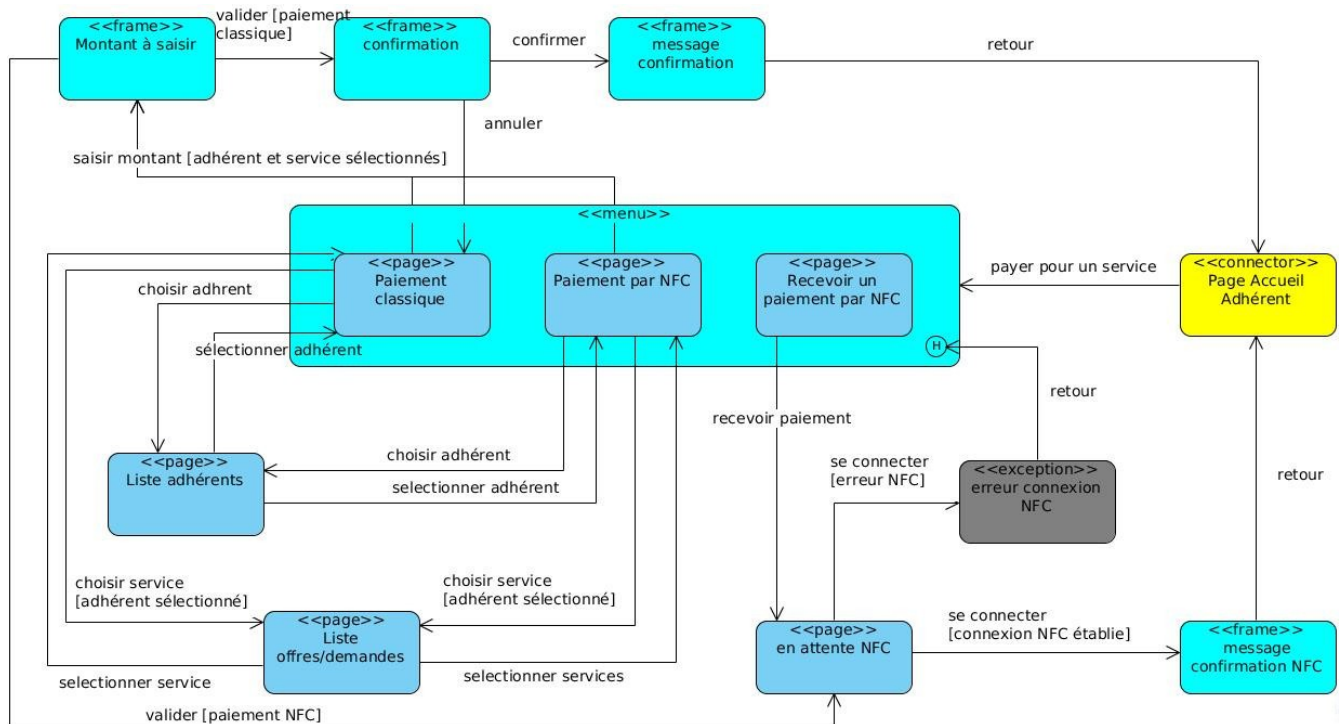 <<frame>>
Montant à saisir
valider [paiement
classique]
<<frame>>
confirmation
confirmer
<<frame>>
message
confirmation
retour
annuler
saisir montant [adhérent et service sélectionnés]
<<menu>>
<<page>>
Paiement
classique
<<page>>
Paiement par NFC
<<page>>
Recevoir un
paiement par NFC
payer pour un service
<<connector>>
Page Accueil
Adhérent
choisir adhrent
sélectionner adhérent
H
retour
recevoir paiement
<<page>>
Liste adhérents
choisir adhérent
selectionner adhérent
se connecter
[erreur NFC]
<<exception>>
erreur connexion
NFC
retour
choisir service
[adhérent sélectionné]
choisir service
[adhérent sélectionné]
<<page>>
Liste
offres/demandes
<<page>>
en attente NFC
se connecter
[connexion NFC établie]
<<frame>>
message
confirmation NFC
selectionner service
selectionner services
valider [paiement NFC]